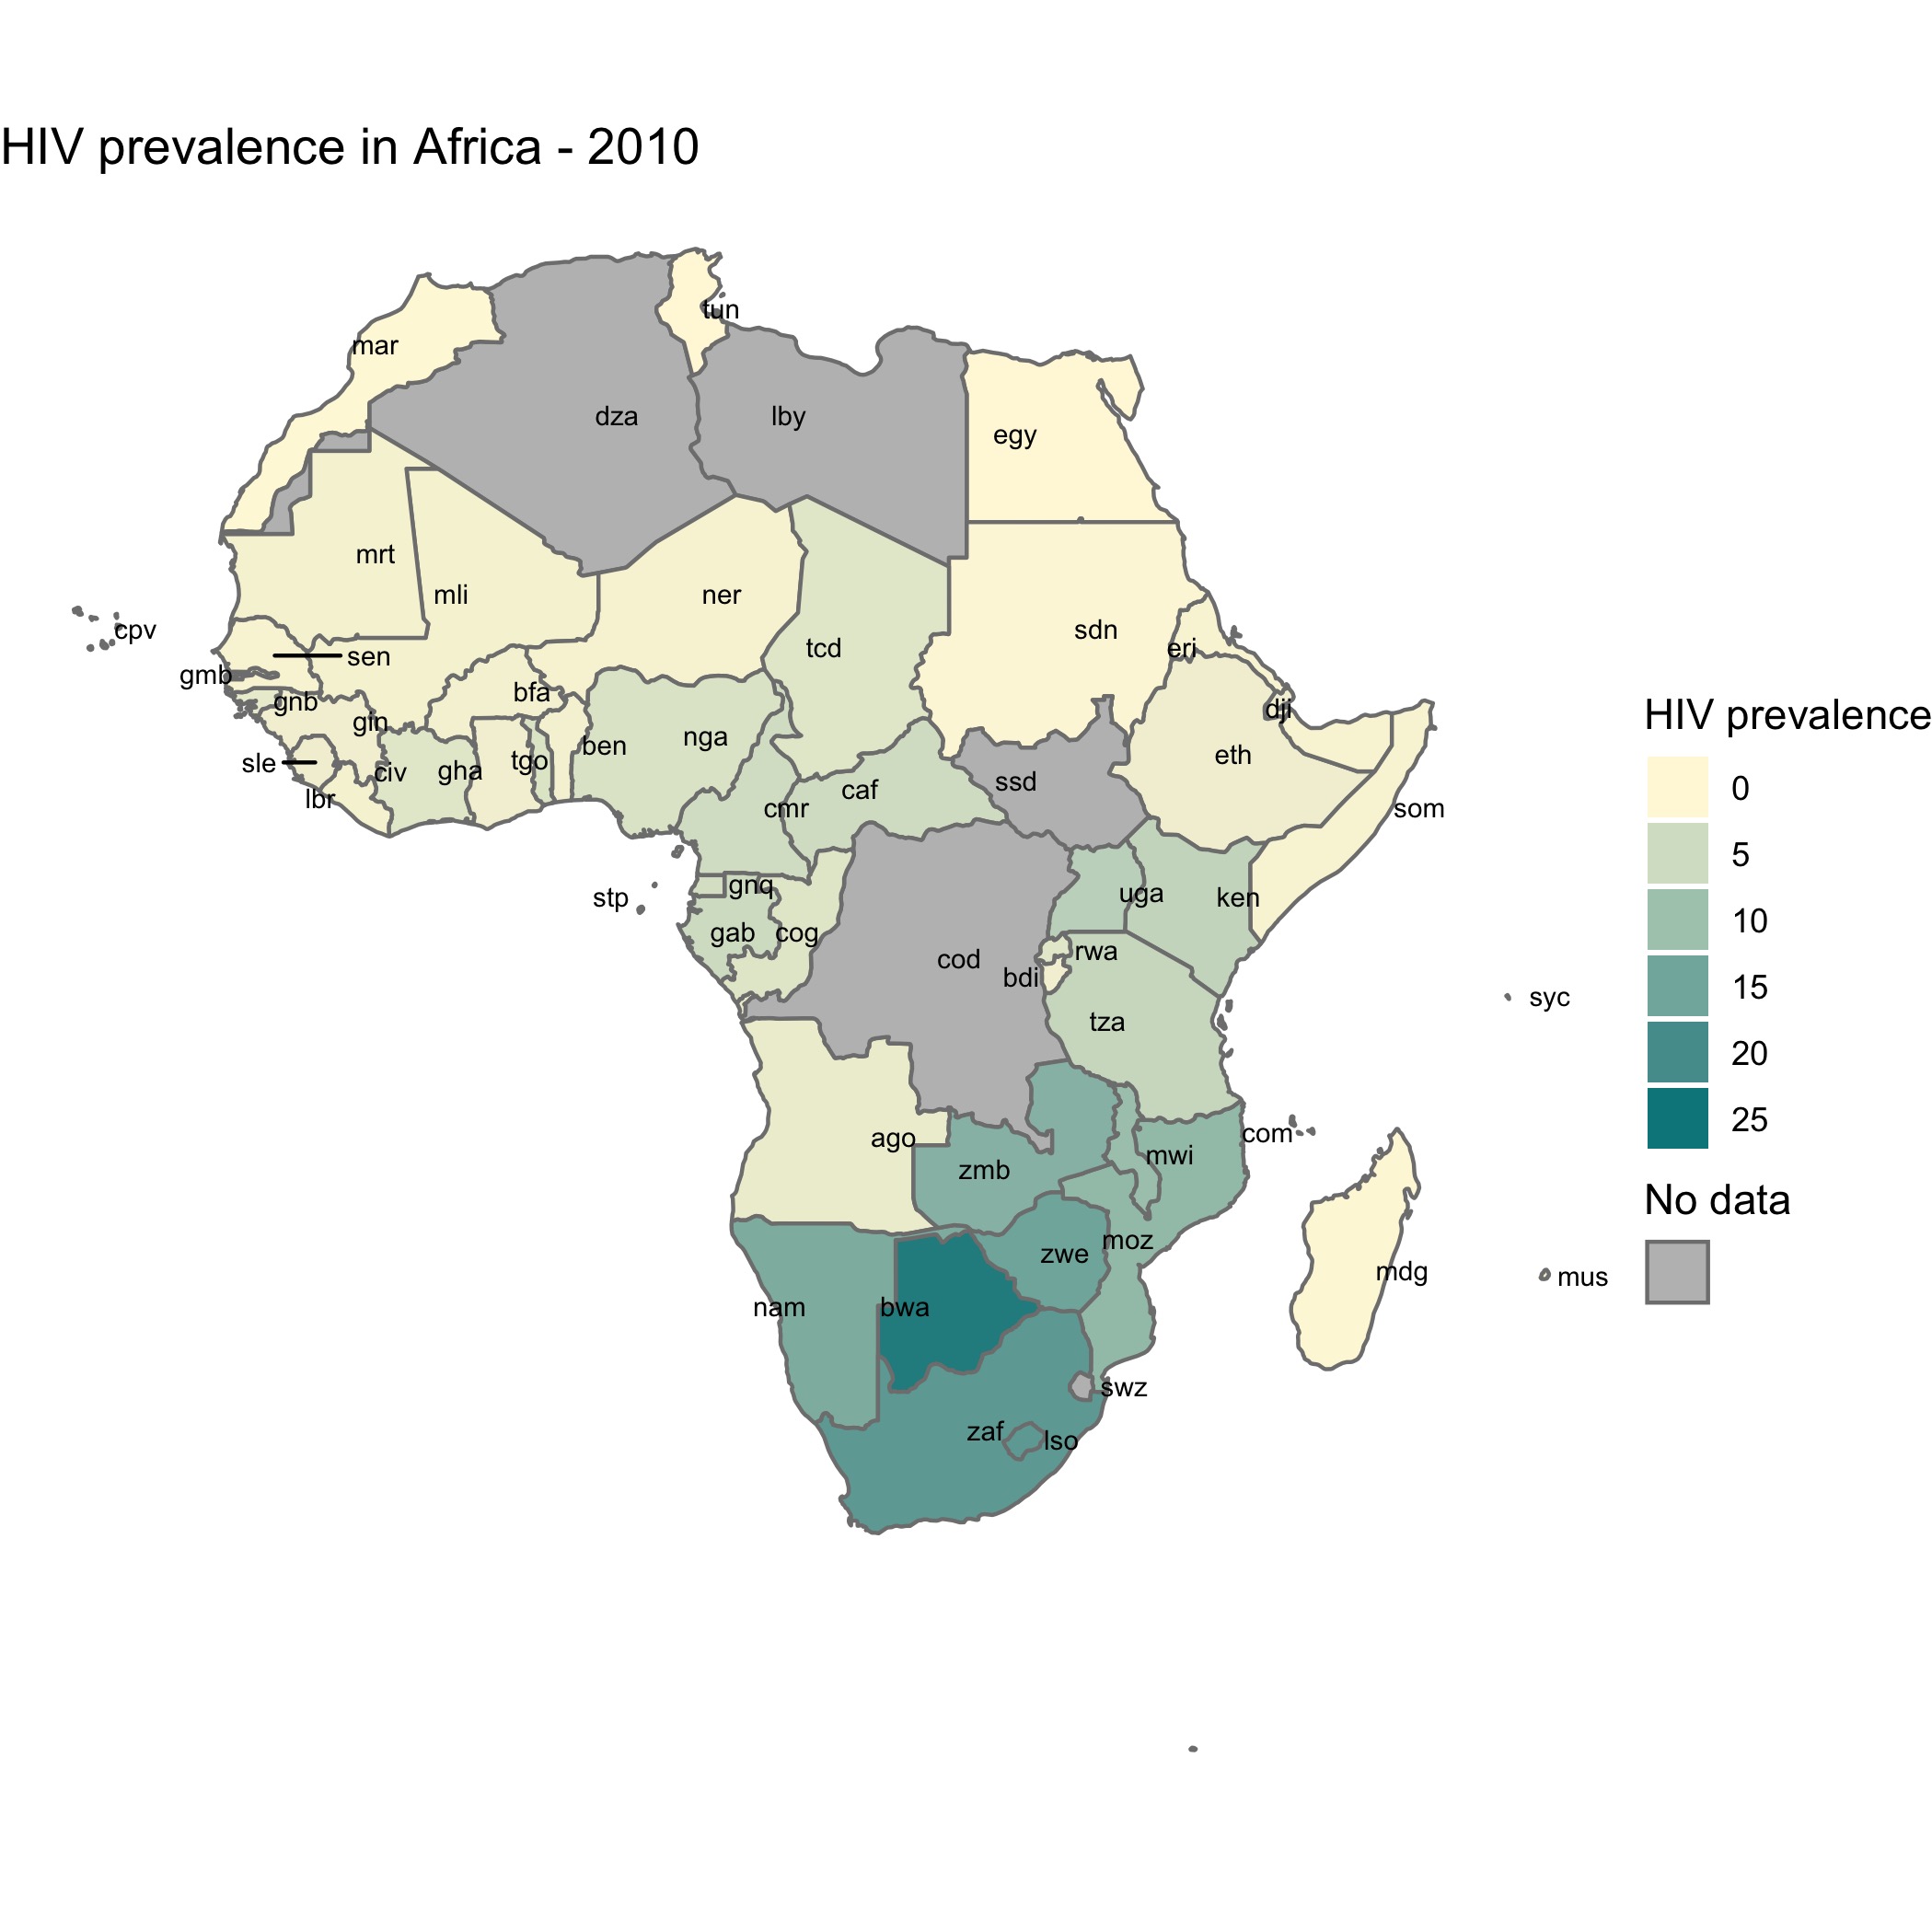 HIV prevalence in Africa - 2010
tun
mar
dza
lby
egy
mrt
mli
ner
cpv
sdn
tcd
eri
sen
gmb
bfa
gnb
dji
gin
nga
ben
eth
sle
civ
gha
tgo
ssd
caf
lbr
cmr
som
gnq
uga
ken
stp
gab
cog
rwa
cod
bdi
syc
tza
com
ago
mwi
zmb
moz
zwe
mdg
mus
nam
bwa
swz
zaf
lso
HIV prevalence
0
5
10
15
20
25
No data